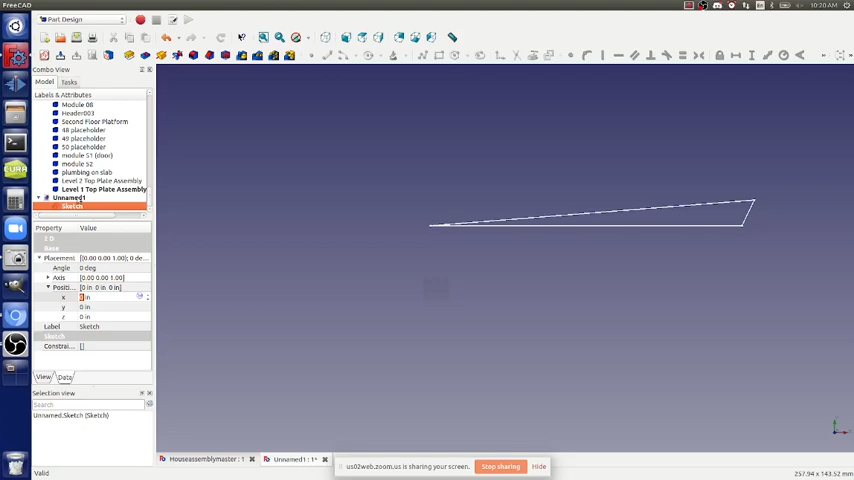 FreeCAD
En
10:20 AM
Part Design
Combo View
Model
Tasks
Labels & Attributes
Module 08
Header003
Second Floor Platform
48 placeholder
49 placeholder
50 placeholder
module 51 (door)
module 52
plumbing on slab
Level 2 Top Plate Assembly
Level 1 Top Plate Assembly
Unnamed1
Sketch
Property
Value
Base
Placement
[(0.00 0.00 1.00); 0 de...
Angle
0 deg
Axis
[0.00 0.00 1.00]
Positi...
[0 in 0 in 0 in]
x
0 in
y
0 in
z
0 in
Label
Sketch
Sketch
Constrai...
[]
View
Data
Selection view
Search
Unnamed.Sketch (Sketch)
Houseassemblymaster : 1
Unnamed1 : 1*
us02web.zoom.us is sharing your screen.
Stop sharing
Hide
Valid
257.94 x 143.52 mm
CURA